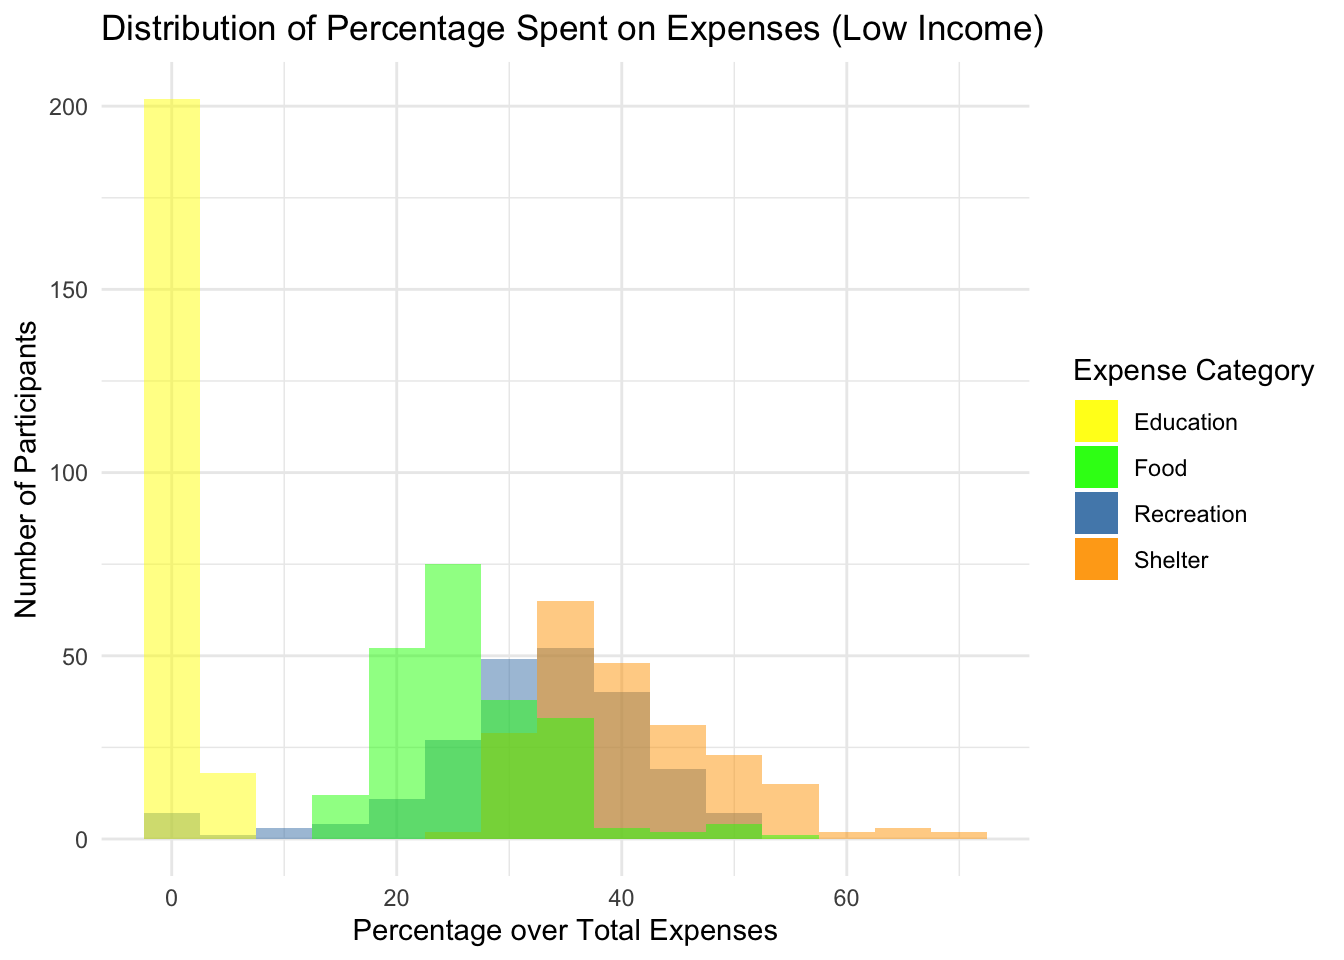 Distribution of Percentage Spent on Expenses (Low Income)
200
150
100
50
0
Number of Participants
0 20 40 60
Percentage over Total Expenses
Expense Category
Education
Food
Recreation
Shelter